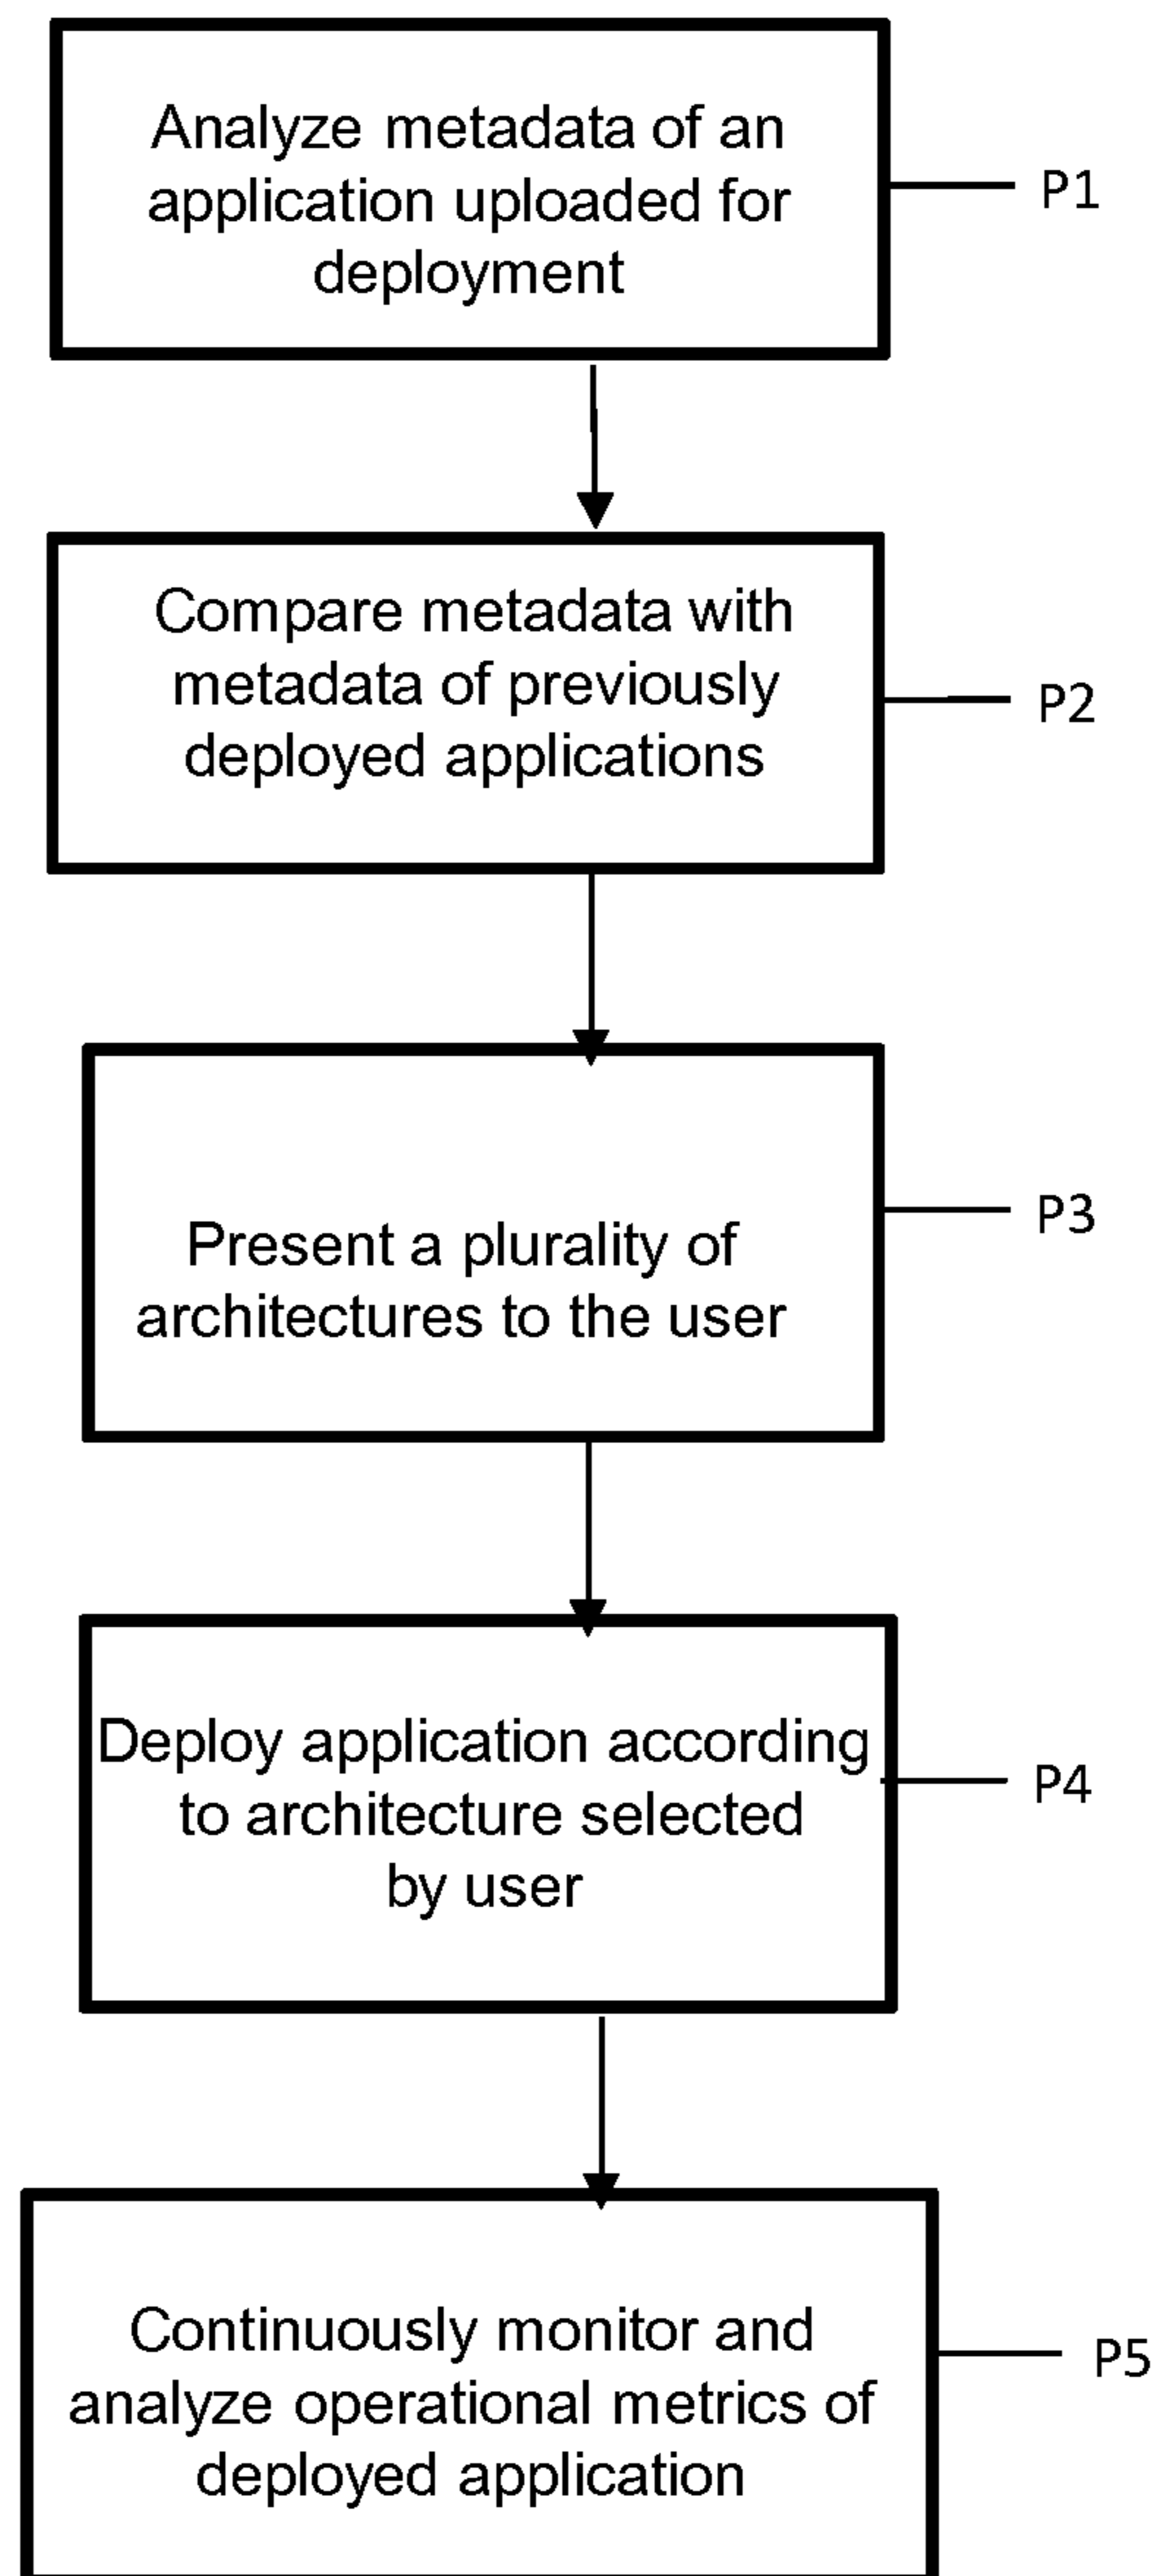 Analyze metadata of an
application uploaded for
deployment
P1
Compare metadata with
metadata of previously
deployed applications
P2
Present a plurality of
architectures to the user
P3
Deploy application according
to architecture selected
by user
P4
Continuously monitor and
analyze operational metrics of
deployed application
P5